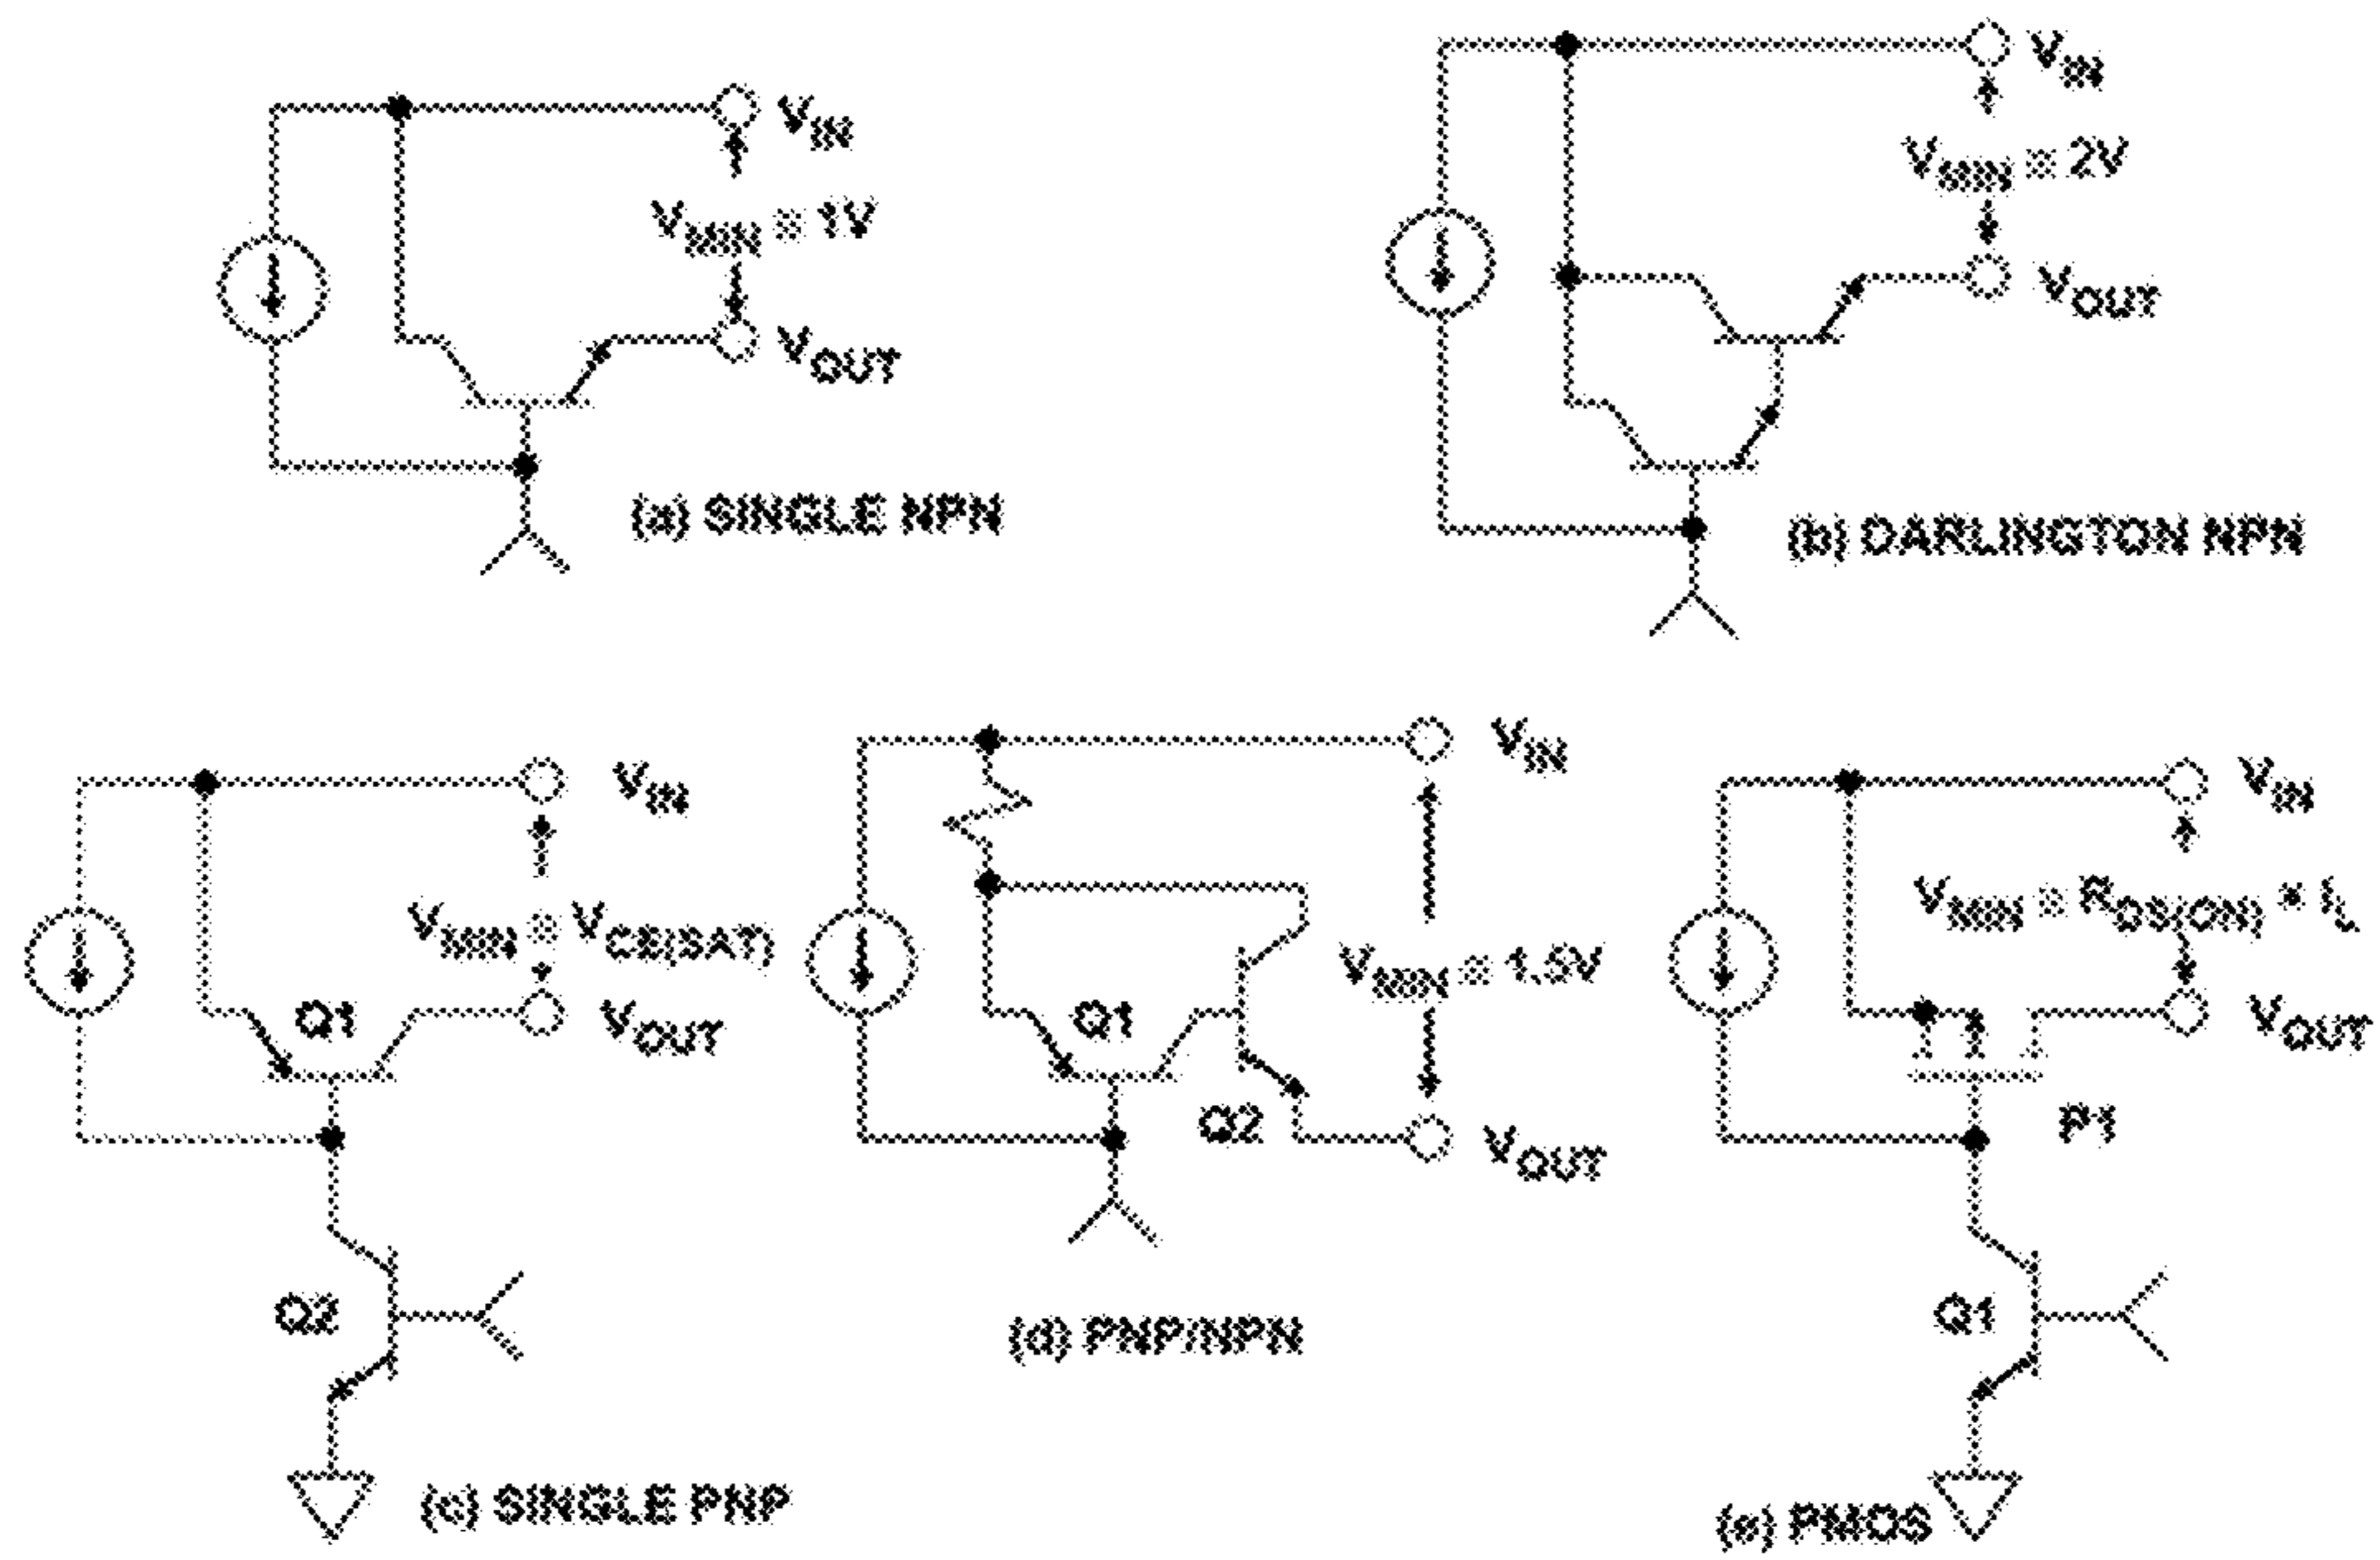 VIN
VMIN ≅ 1V
VOUT
(a) SINGLE NPN
VIN
VMIN ≅ 2V
VOUT
(b) DARLINGTON NPN
VIN
VMIN ≅ VCE(SAT)
Q1
VOUT
Q2
(c) SINGLE PNP
VIN
VMIN ≅ 1.5V
Q1
Q2
VOUT
(d) PNP/NPN
VIN
VMIN ≅ RDS(ON) × IL
VOUT
P1
Q1
(e) PMOS